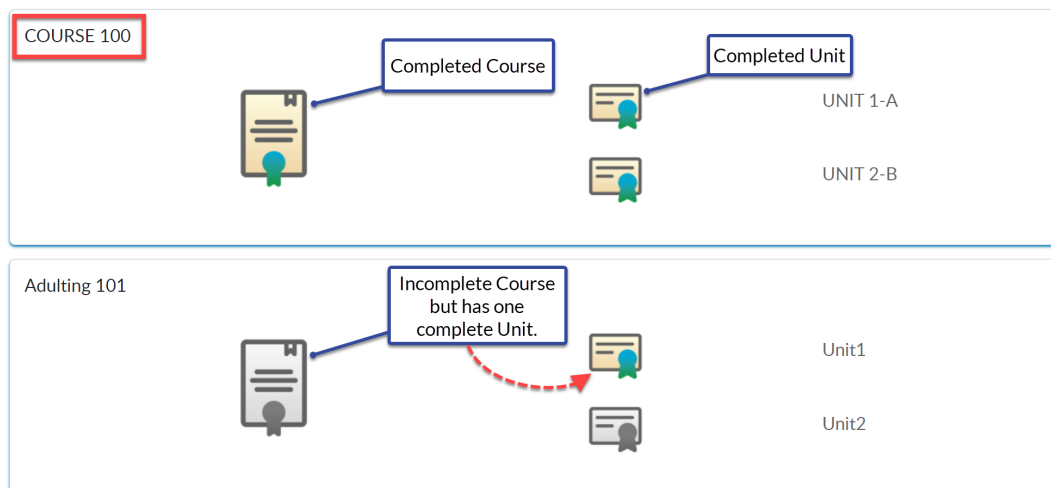 COURSE 100
Completed Course
Completed Unit
UNIT 1-A
UNIT 2-B
Adulting 101
Incomplete Course
but has one
complete Unit.
Unit1
Unit2